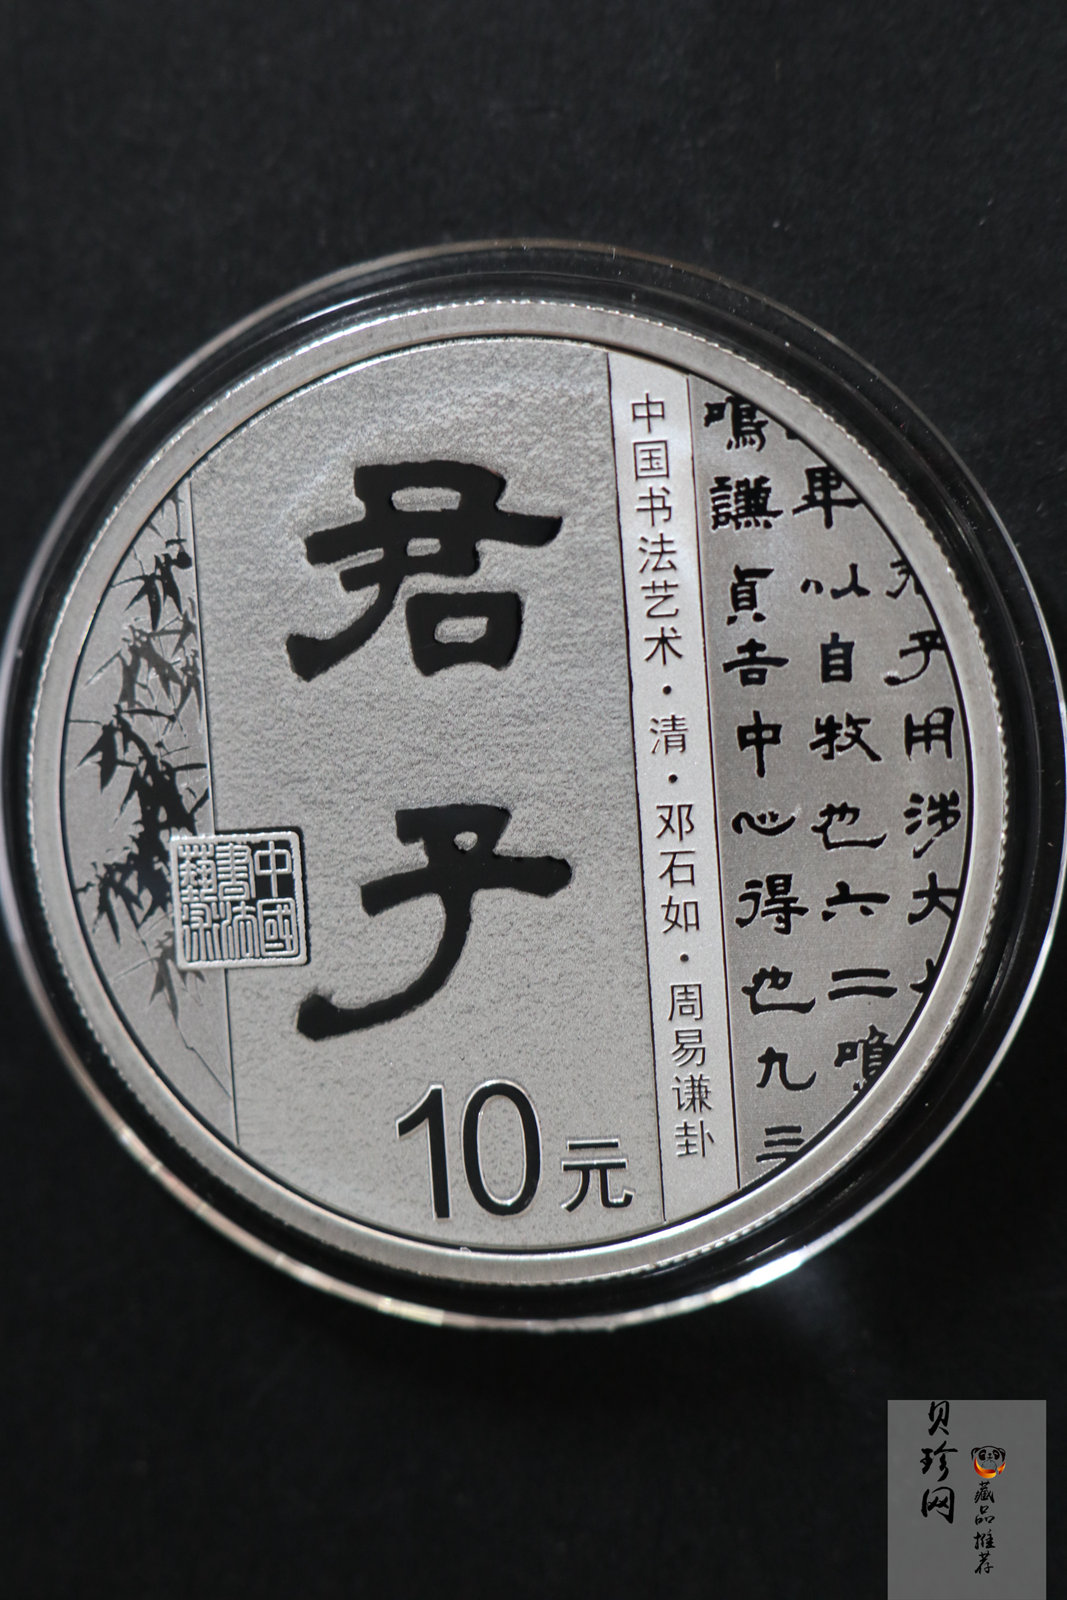 君子
10元
中国书法艺术·清·邓石如·周易谦卦
用涉大
卑以自牧也六二鳴
鳴謙貞吉中心得也九三
中國
書法
藝術
贝珍网
藏品推荐